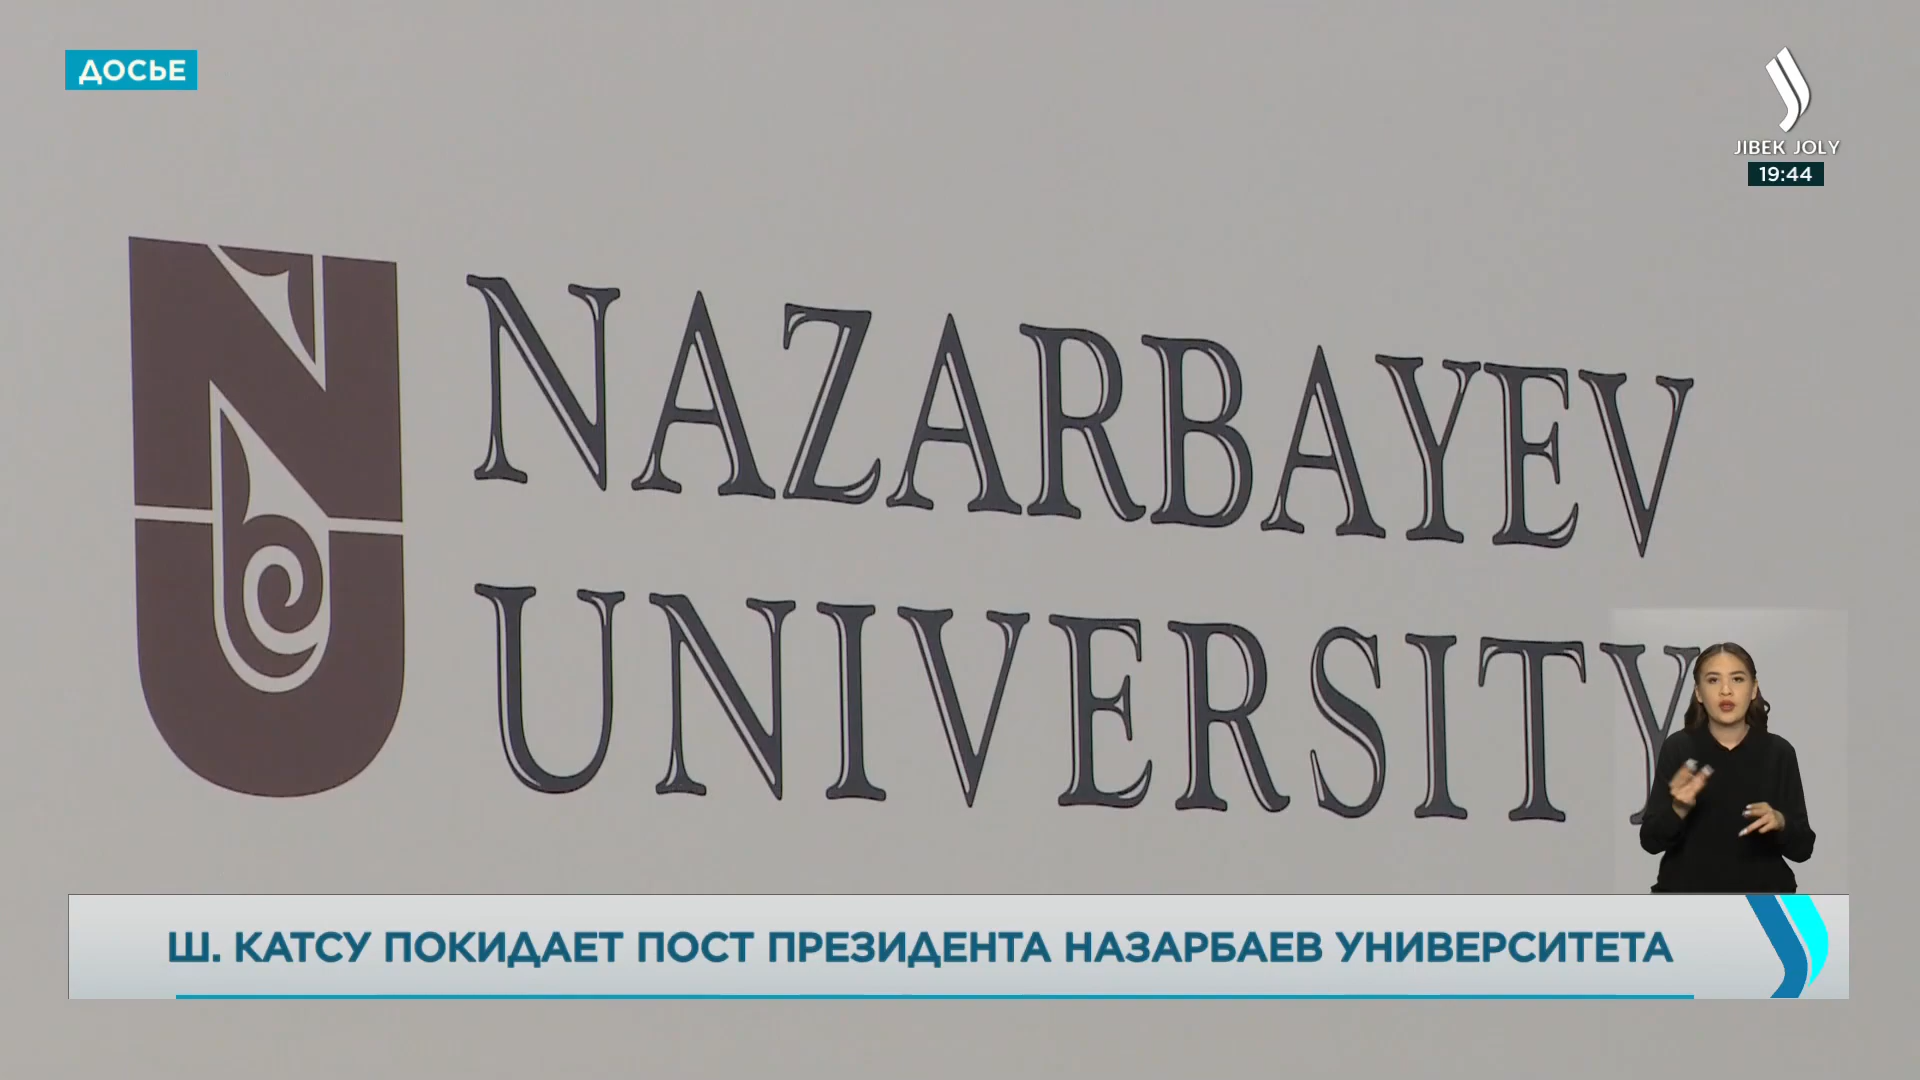 ДОСЬЕ
JIBEK JOLY
19:44
NAZARBAYEV
UNIVERSITY
Ш. КАТСУ ПОКИДАЕТ ПОСТ ПРЕЗИДЕНТА НАЗАРБАЕВ УНИВЕРСИТЕТА